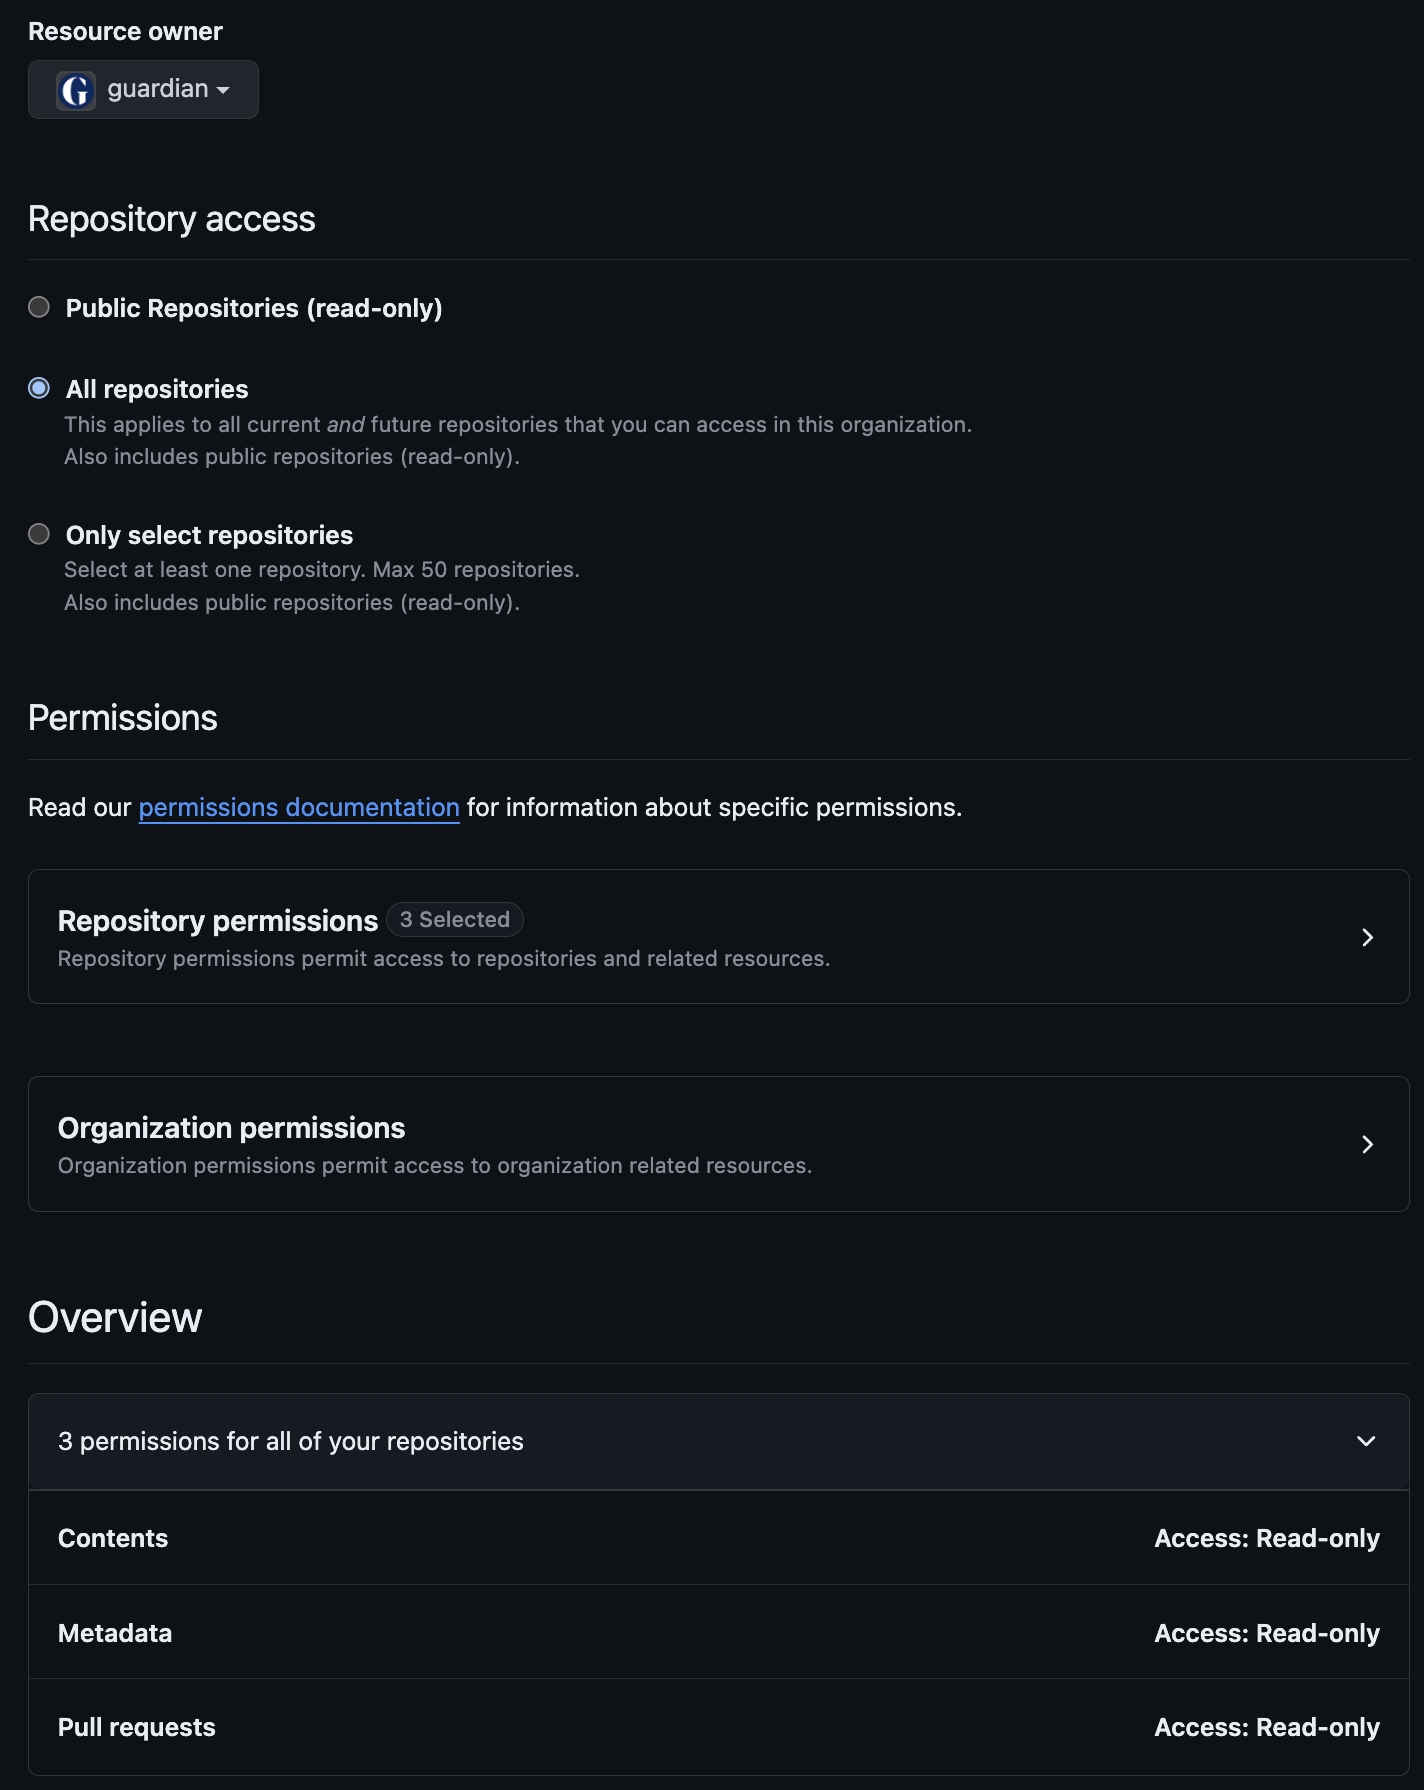 Resource owner
G guardian
Repository access
Public Repositories (read-only)
All repositories
This applies to all current and future repositories that you can access in this organization.
Also includes public repositories (read-only).
Only select repositories
Select at least one repository. Max 50 repositories.
Also includes public repositories (read-only).
Permissions
Read our permissions documentation for information about specific permissions.
Repository permissions 3 Selected
Repository permissions permit access to repositories and related resources.
Organization permissions
Organization permissions permit access to organization related resources.
Overview
3 permissions for all of your repositories
Contents Access: Read-only
Metadata Access: Read-only
Pull requests Access: Read-only